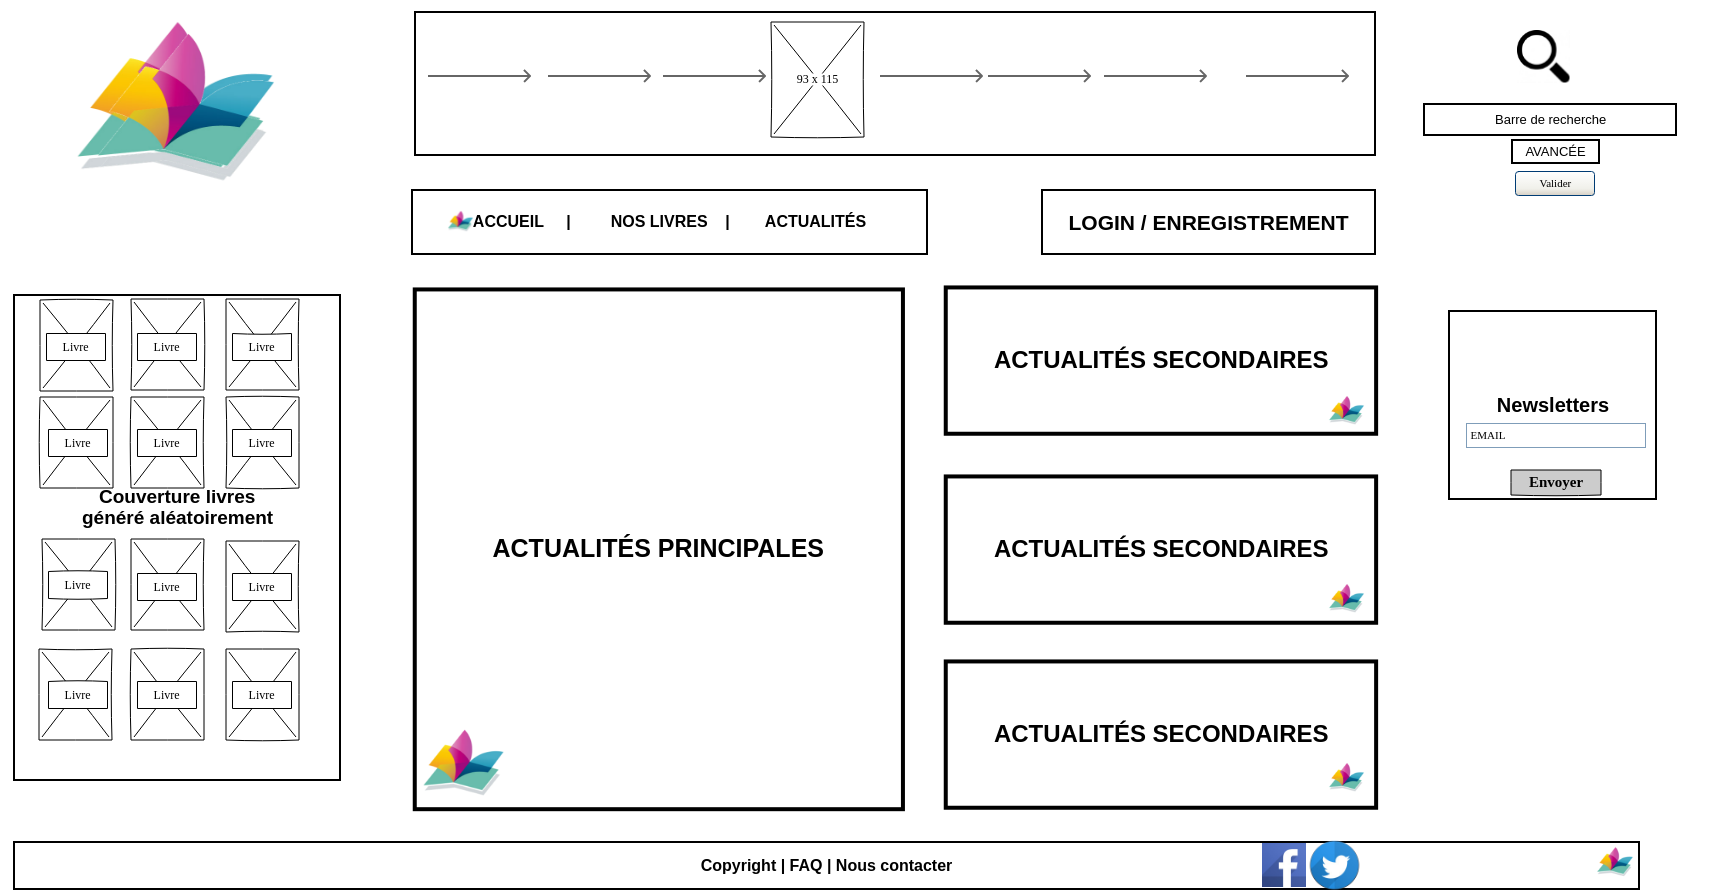 93 x 115
Barre de recherche
AVANCÉE
Valider
ACCUEIL | NOS LIVRES | ACTUALITÉS
LOGIN / ENREGISTREMENT
Livre Livre Livre
Livre Livre Livre
Couverture livres
généré aléatoirement
Livre Livre Livre
Livre Livre Livre
ACTUALITÉS PRINCIPALES
ACTUALITÉS SECONDAIRES
ACTUALITÉS SECONDAIRES
ACTUALITÉS SECONDAIRES
Newsletters
EMAIL
Envoyer
Copyright | FAQ | Nous contacter